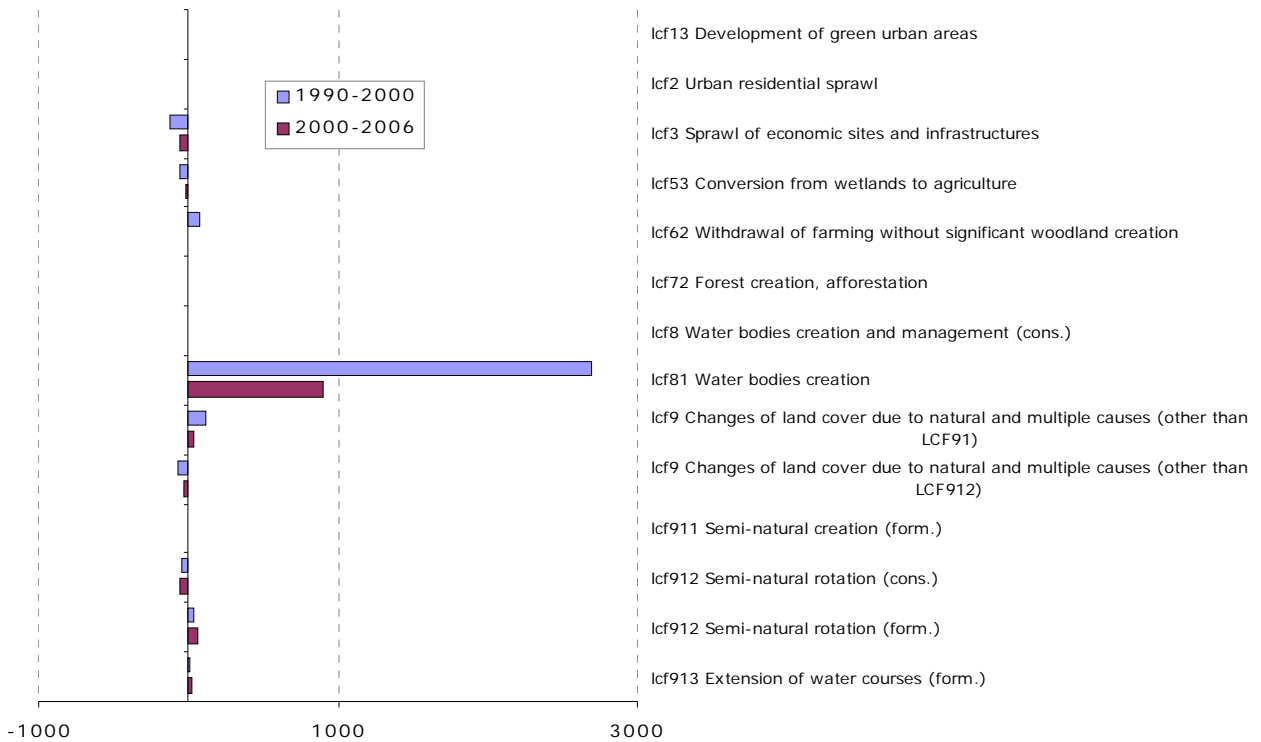 lcf13 Development of green urban areas
lcf2 Urban residential sprawl
1990-2000
2000-2006
lcf3 Sprawl of economic sites and infrastructures
lcf53 Conversion from wetlands to agriculture
lcf62 Withdrawal of farming without significant woodland creation
lcf72 Forest creation, afforestation
lcf8 Water bodies creation and management (cons.)
lcf81 Water bodies creation
lcf9 Changes of land cover due to natural and multiple causes (other than
LCF91)
lcf9 Changes of land cover due to natural and multiple causes (other than
LCF912)
lcf911 Semi-natural creation (form.)
lcf912 Semi-natural rotation (cons.)
lcf912 Semi-natural rotation (form.)
lcf913 Extension of water courses (form.)
-1000 1000 3000